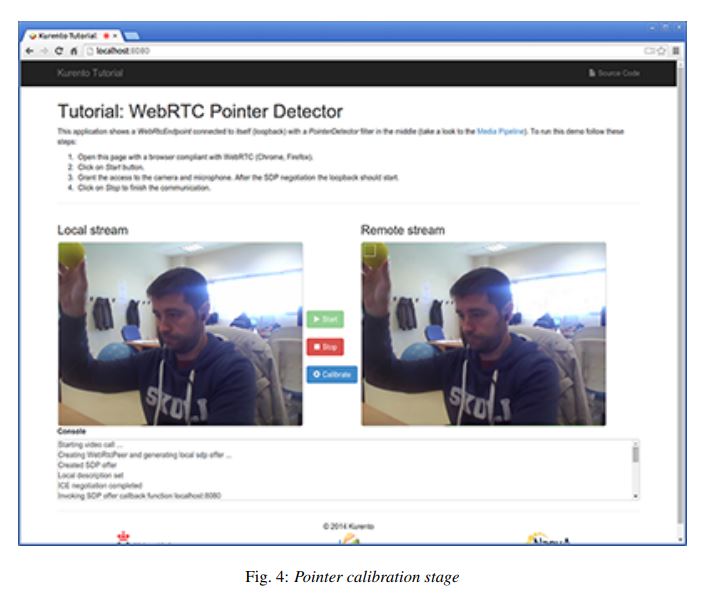 Kurento Tutorial
localhost:8080
Kurento Tutorial
Source Code
Tutorial: WebRTC Pointer Detector
This application shows a WebRtcEndpoint connected to itself (loopback) with a PointerDetector filter in the middle (take a look to the Media Pipeline). To run this demo follow these
steps:
1. Open this page with a browser compliant with WebRTC (Chrome, Firefox).
2. Click on Start button.
3. Grant the access to the camera and microphone. After the SDP negotiation the loopback should start.
4. Click on Stop to finish the communication.
Local stream
Remote stream
Start
Stop
Calibrate
Console
Starting video call ...
Creating WebRtcPeer and generating local sdp offer ...
Created SDP offer
Local description set
ICE negotiation completed
Invoking SDP offer callback function localhost:8080
© 2014 Kurento
Fig. 4: Pointer calibration stage